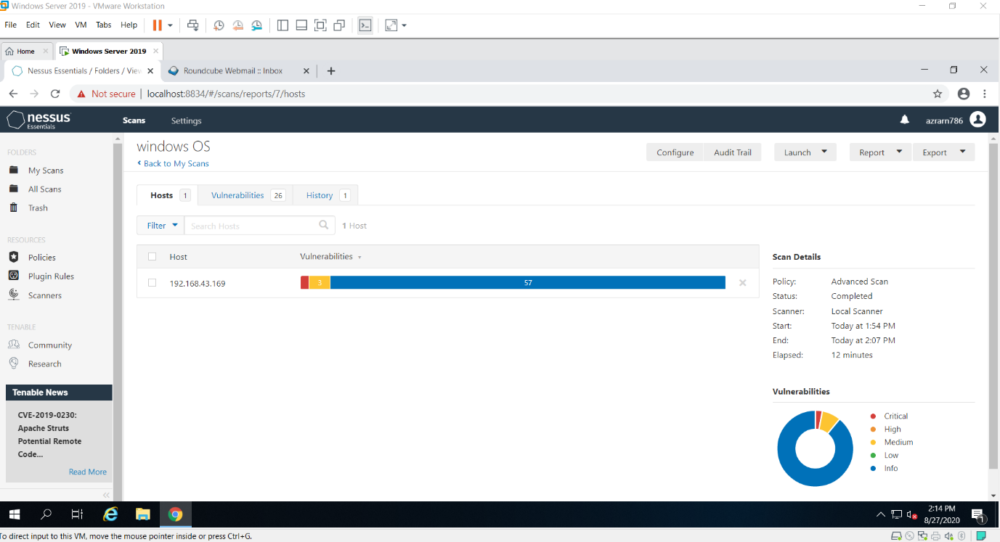 Windows Server 2019 - VMware Workstation
File Edit View VM Tabs Help
Home Windows Server 2019
Nessus Essentials / Folders / View Roundcube Webmail :: Inbox
Not secure localhost:8834/#/scans/reports/7/hosts
nessus Essentials Scans Settings azrarn786
FOLDERS
My Scans
All Scans
Trash
RESOURCES
Policies
Plugin Rules
Scanners
TENABLE
Community
Research
Tenable News
CVE-2019-0230:
Apache Struts
Potential Remote
Code...
Read More
windows OS
Back to My Scans
Configure Audit Trail Launch Report Export
Hosts 1 Vulnerabilities 26 History 1
Filter Search Hosts 1 Host
Host Vulnerabilities
192.168.43.169 3 57
Scan Details
Policy: Advanced Scan
Status: Completed
Scanner: Local Scanner
Start: Today at 1:54 PM
End: Today at 2:07 PM
Elapsed: 12 minutes
Vulnerabilities
Critical
High
Medium
Low
Info
2:14 PM
8/27/2020
1
To direct input to this VM, move the mouse pointer inside or press Ctrl+G.